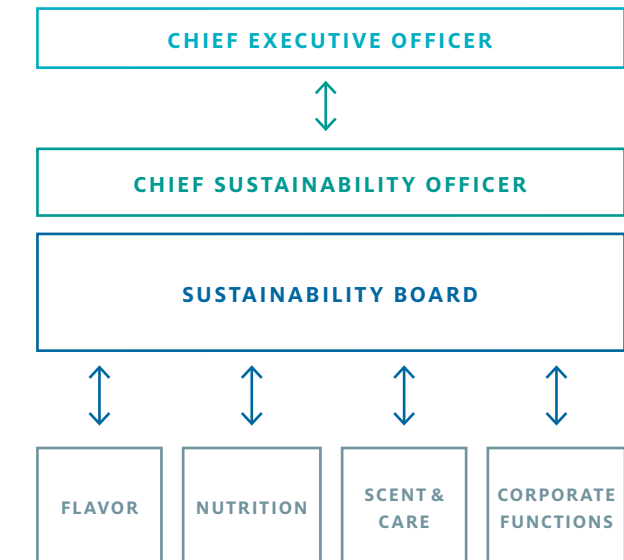 CHIEF EXECUTIVE OFFICER
CHIEF SUSTAINABILITY OFFICER
SUSTAINABILITY BOARD
FLAVOR
NUTRITION
SCENT &
CARE
CORPORATE
FUNCTIONS